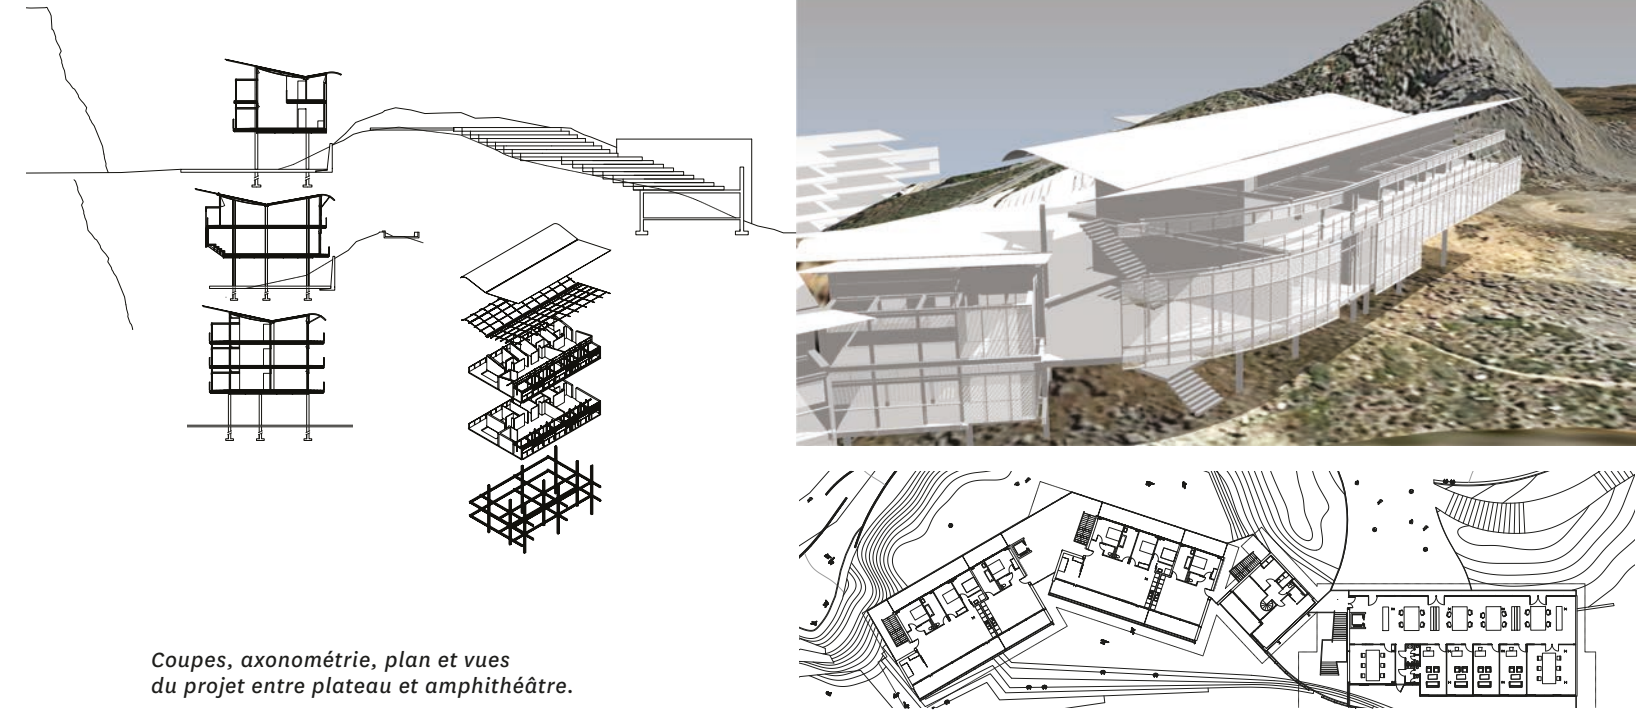 Coupes, axonométrie, plan et vues
du projet entre plateau et amphithéâtre.